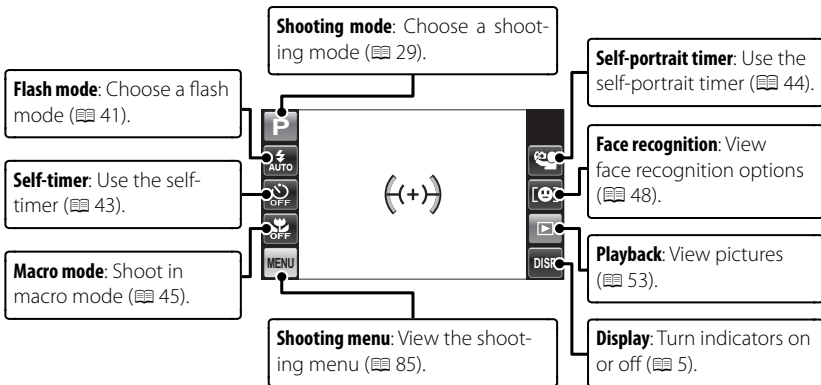 Shooting mode: Choose a shoot-
ing mode (29).
Flash mode: Choose a flash
mode (41).
Self-timer: Use the self-
timer (43).
Macro mode: Shoot in
macro mode (45).
P
AUTO
OFF
OFF
MENU
(+)
DISP
Shooting menu: View the shoot-
ing menu (85).
Self-portrait timer: Use the
self-portrait timer (44).
Face recognition: View
face recognition options
(48).
Playback: View pictures
(53).
Display: Turn indicators on
or off (5).